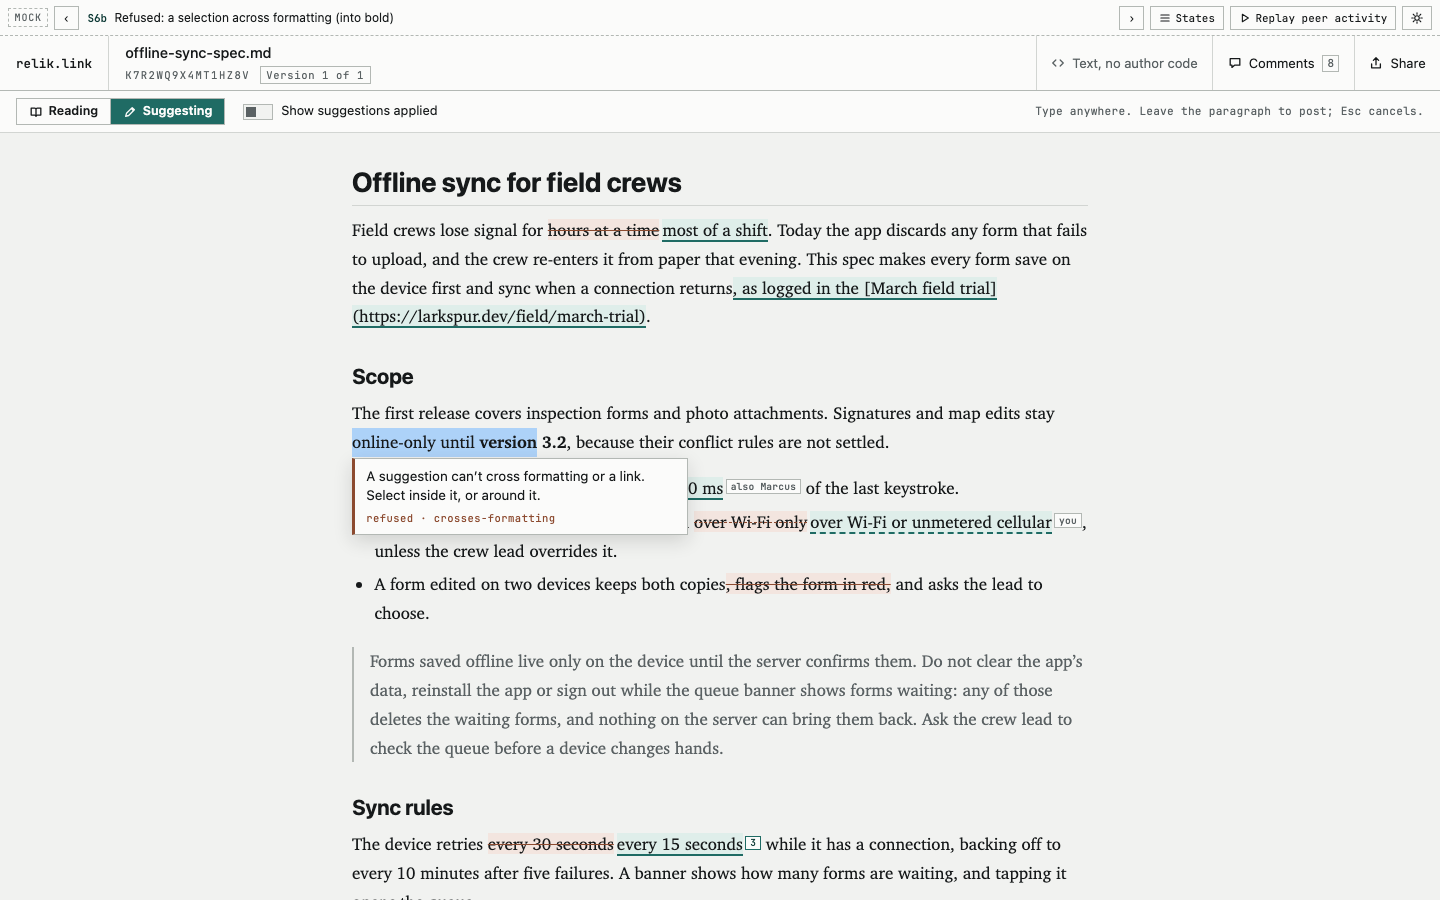 MOCK ‹ S6b Refused: a selection across formatting (into bold) › States Replay peer activity
relik.link
offline-sync-spec.md
K7R2WQ9X4MT1HZ8V Version 1 of 1
Text, no author code Comments 8 Share
Reading Suggesting Show suggestions applied Type anywhere. Leave the paragraph to post; Esc cancels.
Offline sync for field crews
Field crews lose signal for hours at a time most of a shift. Today the app discards any form that fails
to upload, and the crew re-enters it from paper that evening. This spec makes every form save on
the device first and sync when a connection returns, as logged in the [March field trial]
(https://larkspur.dev/field/march-trial).
Scope
The first release covers inspection forms and photo attachments. Signatures and map edits stay
online-only until version 3.2, because their conflict rules are not settled.
A suggestion can’t cross formatting or a link.
Select inside it, or around it.
refused · crosses-formatting
0 ms also Marcus of the last keystroke.
over Wi-Fi only over Wi-Fi or unmetered cellular you ,
unless the crew lead overrides it.
• A form edited on two devices keeps both copies, flags the form in red, and asks the lead to
choose.
Forms saved offline live only on the device until the server confirms them. Do not clear the app’s
data, reinstall the app or sign out while the queue banner shows forms waiting: any of those
deletes the waiting forms, and nothing on the server can bring them back. Ask the crew lead to
check the queue before a device changes hands.
Sync rules
The device retries every 30 seconds every 15 seconds 3 while it has a connection, backing off to
every 10 minutes after five failures. A banner shows how many forms are waiting, and tapping it